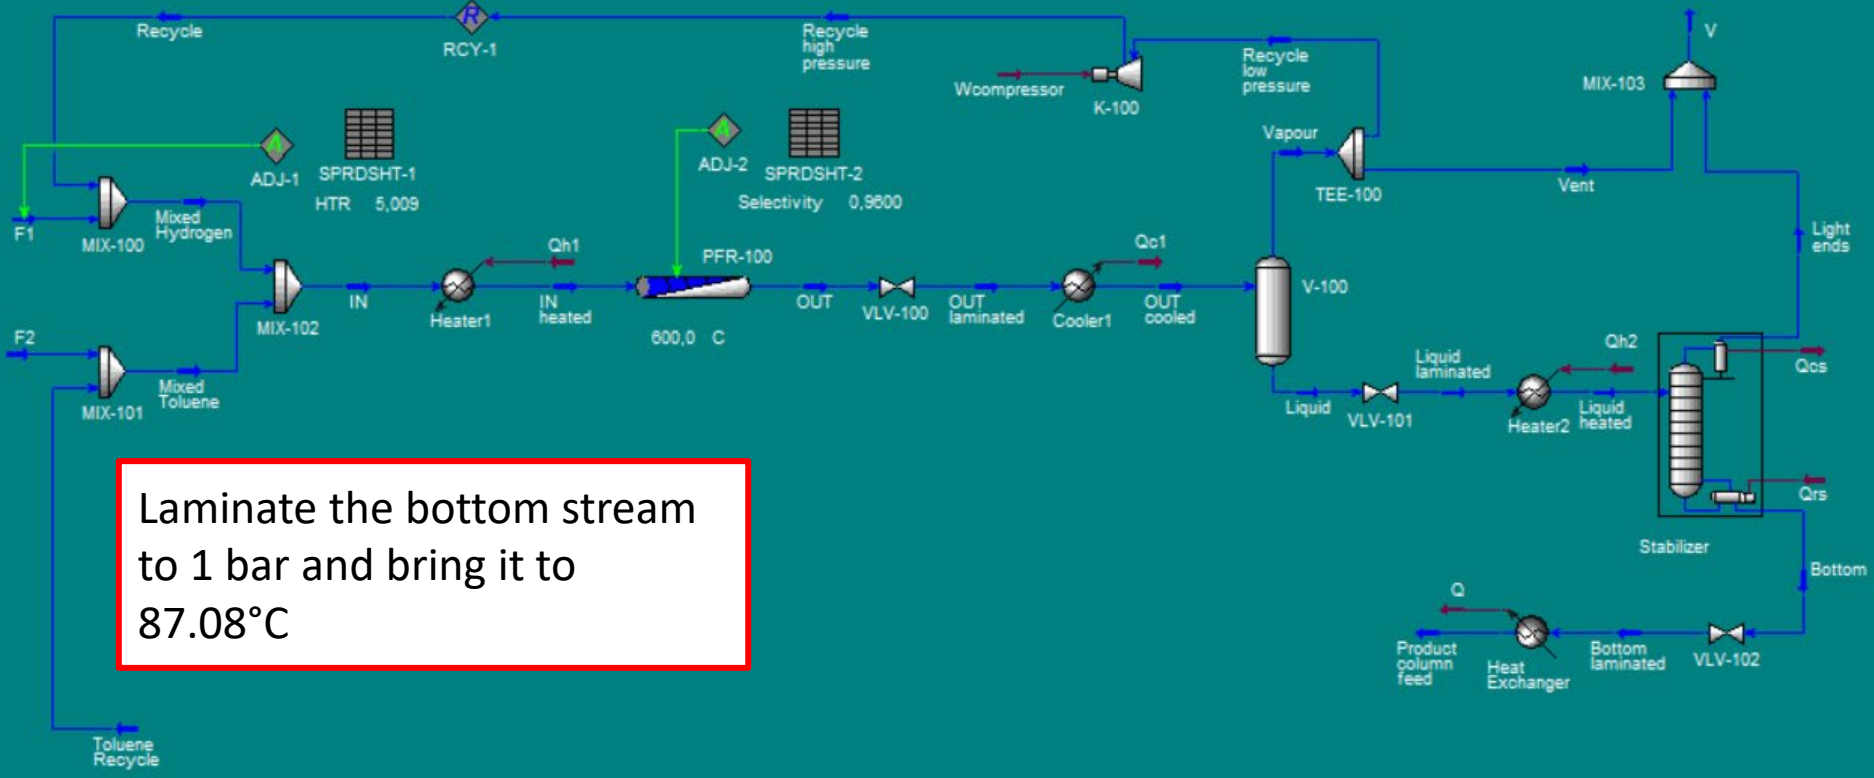 Recycle
RCY-1
Recycle
high
pressure
Recycle
low
pressure
Wcompressor
K-100
V
MIX-103
Vapour
TEE-100
Vent
ADJ-1
SPRDSHT-1
HTR 5,009
ADJ-2
SPRDSHT-2
Selectivity 0,9600
F1
MIX-100
Mixed
Hydrogen
Qh1
PFR-100
Qc1
V-100
Light
ends
MIX-102
IN
Heater1
IN
heated
600,0 C
OUT
VLV-100
OUT
laminated
Cooler1
OUT
cooled
F2
MIX-101
Mixed
Toluene
Liquid
VLV-101
Liquid
laminated
Qh2
Heater2
Liquid
heated
Qcs
Qrs
Stabilizer
Bottom
Laminate the bottom stream
to 1 bar and bring it to
87.08°C
Q
Product
column
feed
Heat
Exchanger
Bottom
laminated
VLV-102
Toluene
Recycle